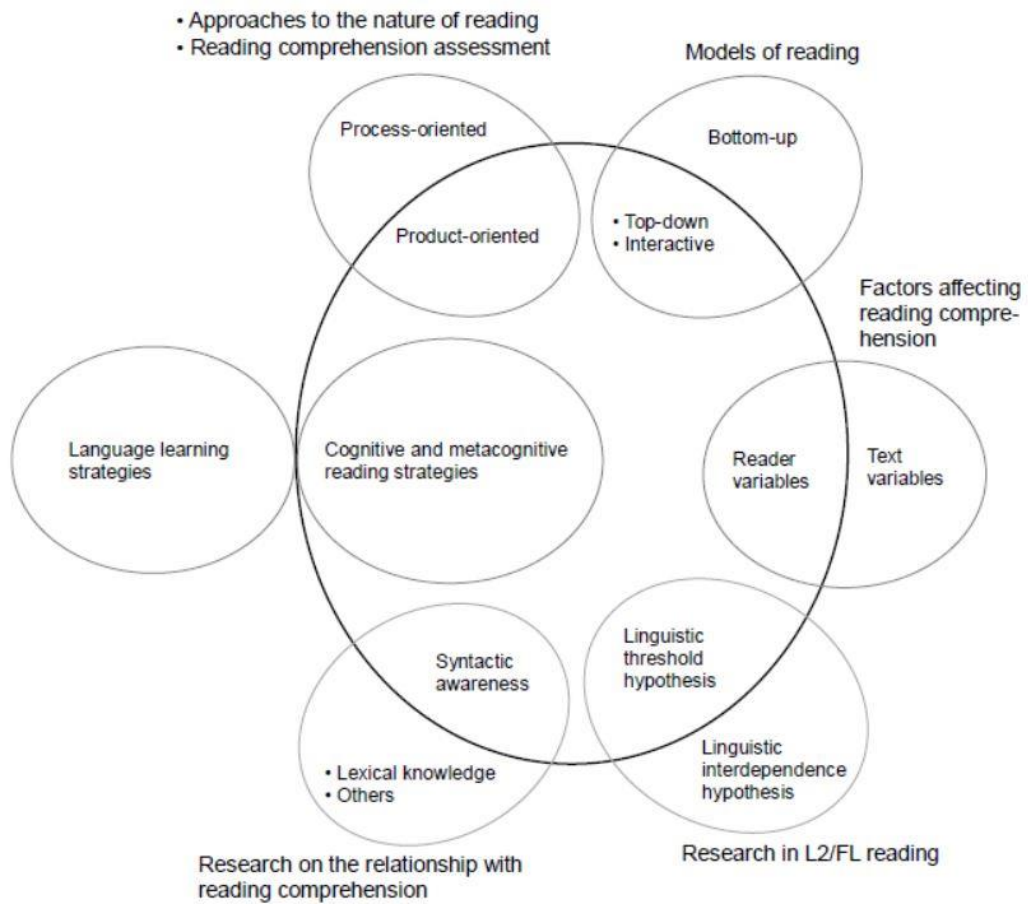 • Approaches to the nature of reading
• Reading comprehension assessment
Models of reading
Process-oriented
Bottom-up
Product-oriented
• Top-down
• Interactive
Factors affecting
reading compre-
hension
Language learning
strategies
Cognitive and metacognitive
reading strategies
Reader
variables
Text
variables
Syntactic
awareness
Linguistic
threshold
hypothesis
• Lexical knowledge
• Others
Linguistic
interdependence
hypothesis
Research on the relationship with
reading comprehension
Research in L2/FL reading